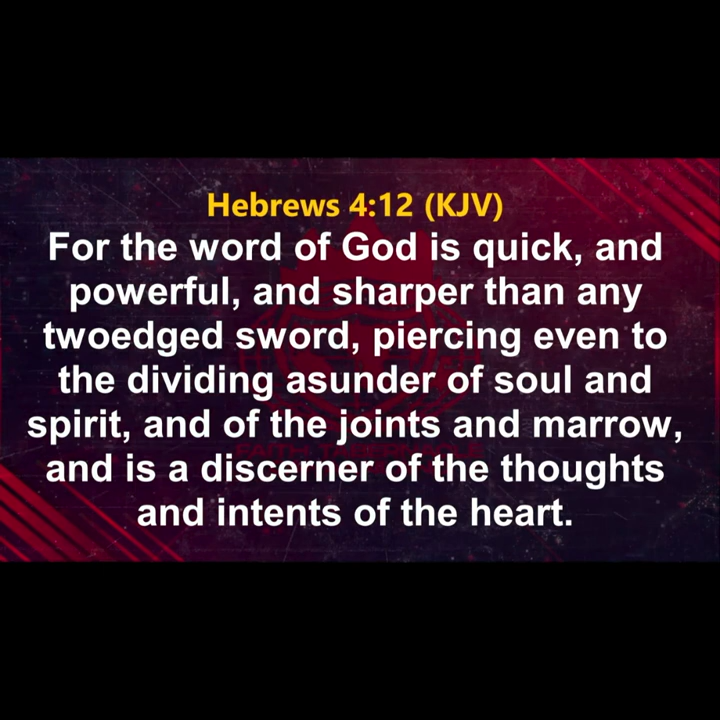 Hebrews 4:12 (KJV)
For the word of God is quick, and
powerful, and sharper than any
twoedged sword, piercing even to
the dividing asunder of soul and
spirit, and of the joints and marrow,
and is a discerner of the thoughts
and intents of the heart.